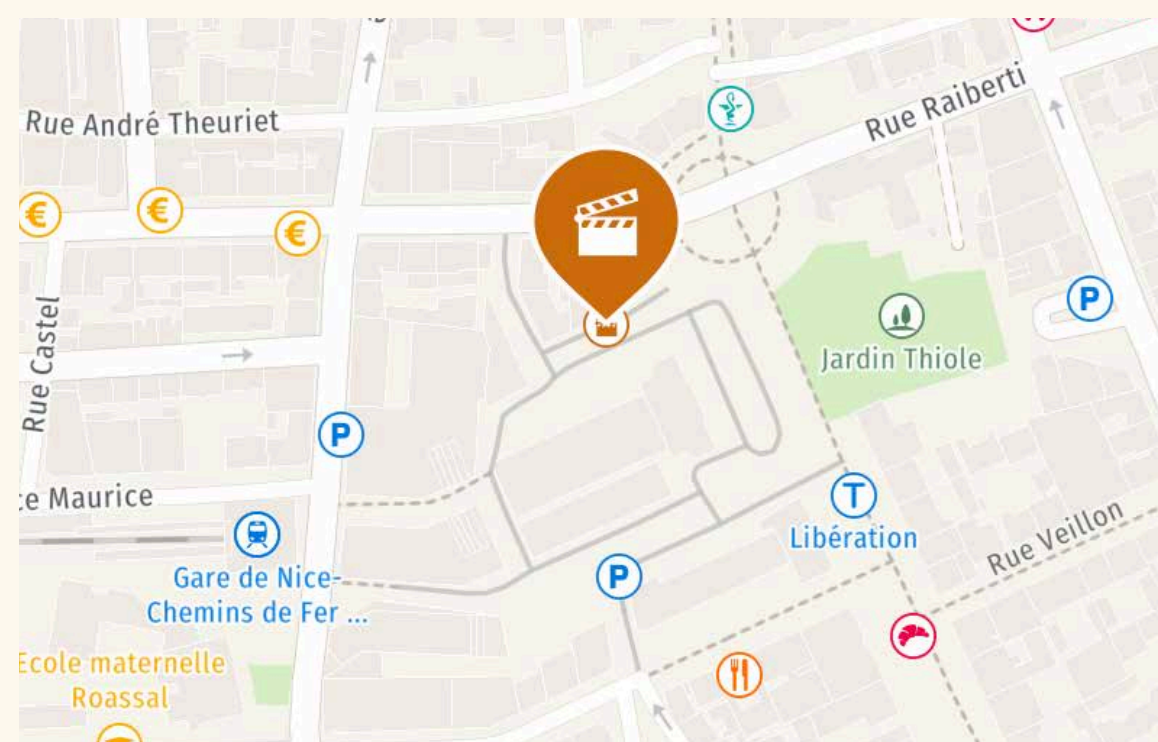 Rue André Theuriet
Rue Raiberti
€
€
€
P
Rue Castel
Jardin Thiole
P
ce Maurice
T
Libération
Rue Veillon
Gare de Nice-
Chemins de Fer ...
P
Ecole maternelle
Roassal